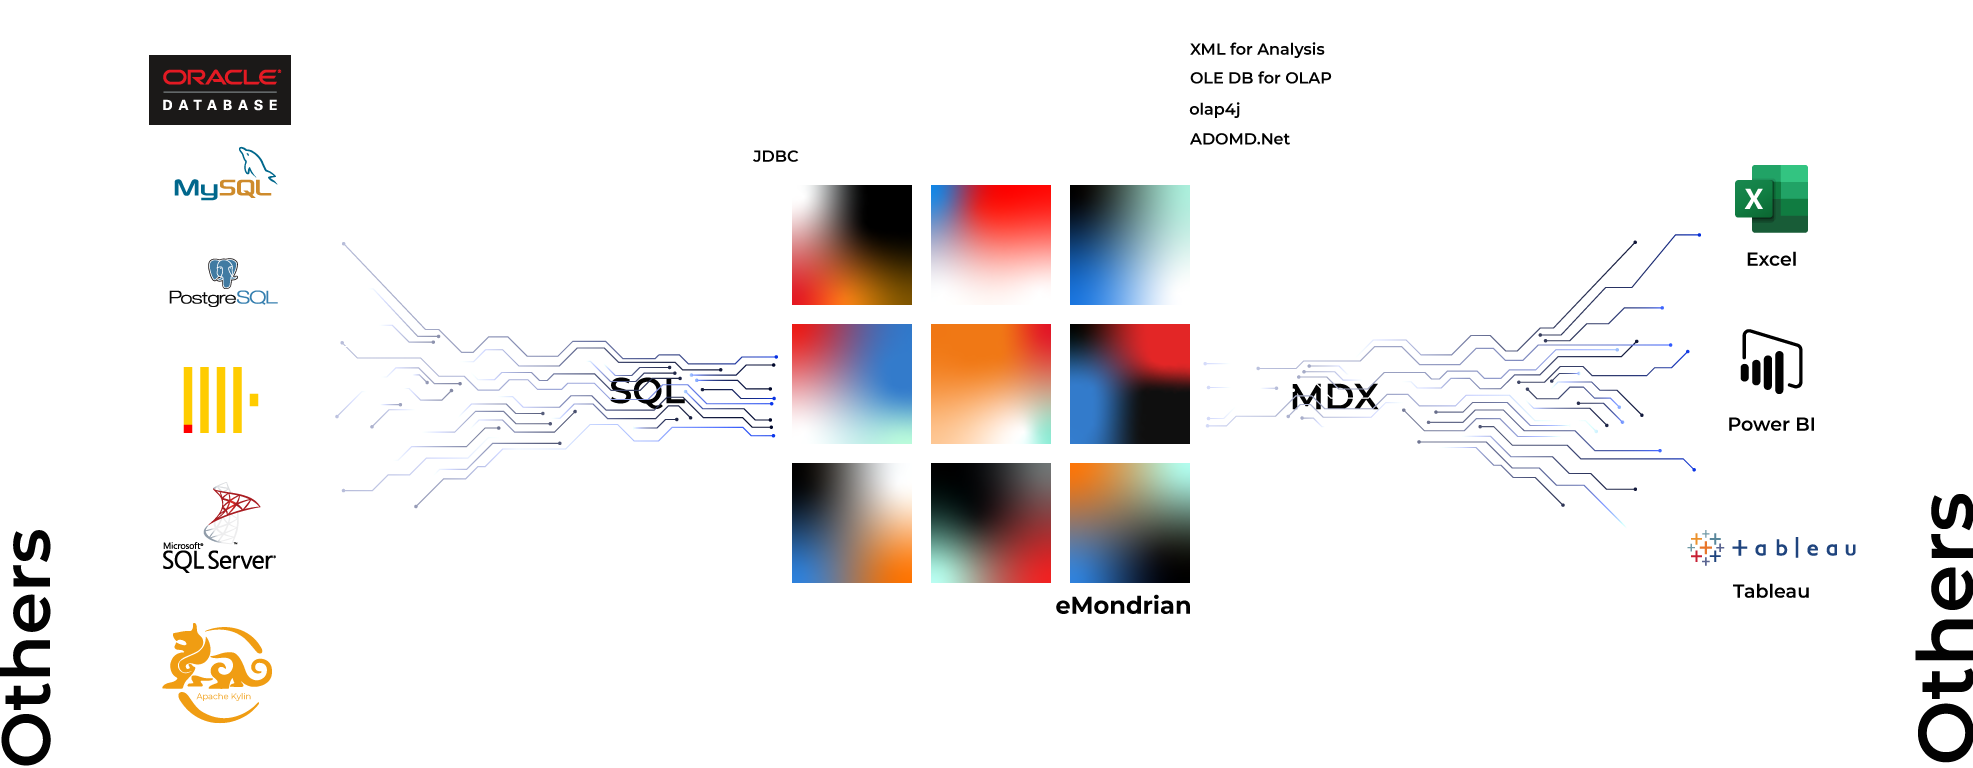 ORACLE
DATABASE
MySQL
PostgreSQL
Microsoft
SQL Server
Apache Kylin
Others
SQL
JDBC
eMondrian
XML for Analysis
OLE DB for OLAP
olap4j
ADOMD.Net
MDX
X
Excel
Power BI
+ableau
Tableau
Others